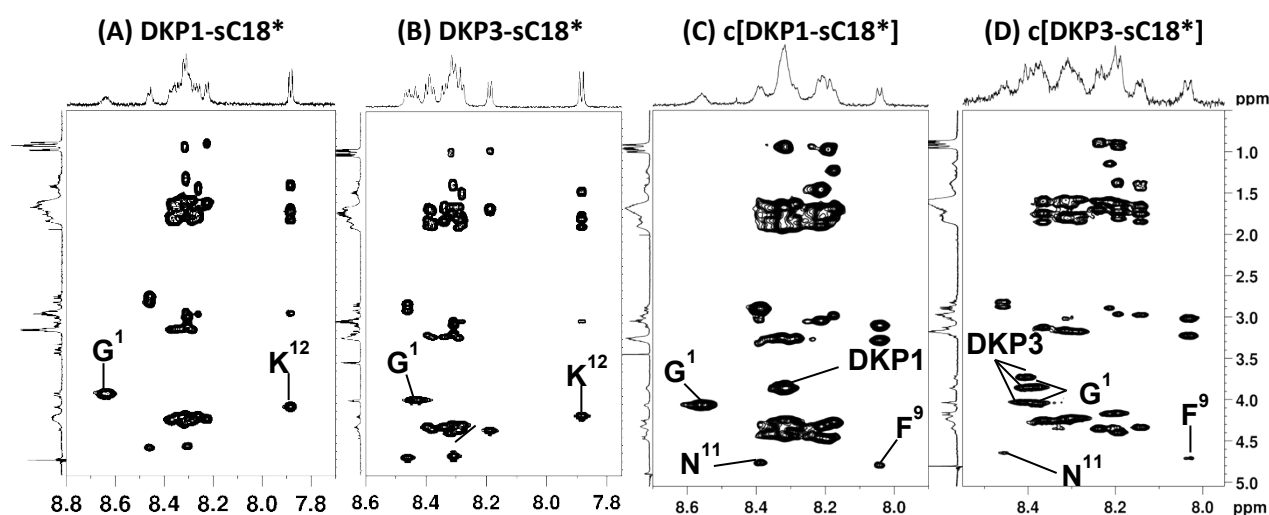 (A) DKP1-sC18*
(B) DKP3-sC18*
(C) c[DKP1-sC18*]
(D) c[DKP3-sC18*]
ppm
1.0
1.5
2.0
2.5
3.0
3.5
4.0
4.5
5.0
G¹
K¹²
G¹
K¹²
G¹
DKP1
N¹¹
F⁹
DKP3
G¹
F⁹
N¹¹
8.8 8.6 8.4 8.2 8.0 7.8
8.6 8.4 8.2 8.0 7.8
8.6 8.4 8.2
8.4 8.2 8.0 ppm